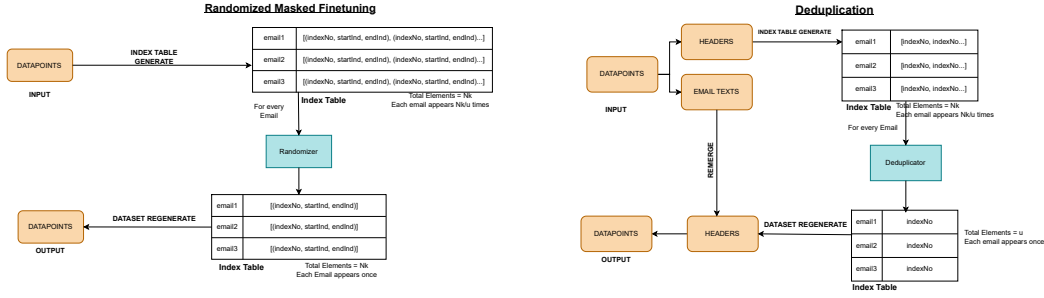 Randomized Masked Finetuning
DATAPOINTS
INPUT
INDEX TABLE
GENERATE
email1 [(indexNo, startInd, endInd), (indexNo, startInd, endInd)...]
email2 [(indexNo, startInd, endInd), (indexNo, startInd, endInd)...]
email3 [(indexNo, startInd, endInd), (indexNo, startInd, endInd)...]
Index Table
Total Elements = Nk
Each email appears Nk/u times
For every
Email
Randomizer
email1 [(indexNo, startInd, endInd)]
email2 [(indexNo, startInd, endInd)]
email3 [(indexNo, startInd, endInd)]
Index Table
Total Elements = Nk
Each Email appears once
DATASET REGENERATE
DATAPOINTS
OUTPUT
Deduplication
DATAPOINTS
INPUT
HEADERS
EMAIL TEXTS
INDEX TABLE GENERATE
email1 [indexNo, indexNo...]
email2 [indexNo, indexNo...]
email3 [indexNo, indexNo...]
Index Table
Total Elements = Nk
Each email appears Nk/u times
For every Email
Deduplicator
REMERGE
email1 indexNo
email2 indexNo
email3 indexNo
Index Table
Total Elements = u
Each email appears once
DATASET REGENERATE
HEADERS
DATAPOINTS
OUTPUT